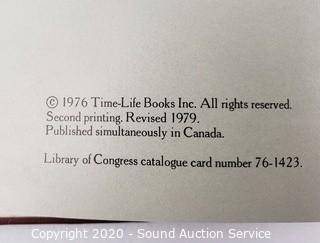 © 1976 Time-Life Books Inc. All rights reserved.
Second printing. Revised 1979.
Published simultaneously in Canada.
Library of Congress catalogue card number 76-1423.
Copyright 2020 - Sound Auction Service